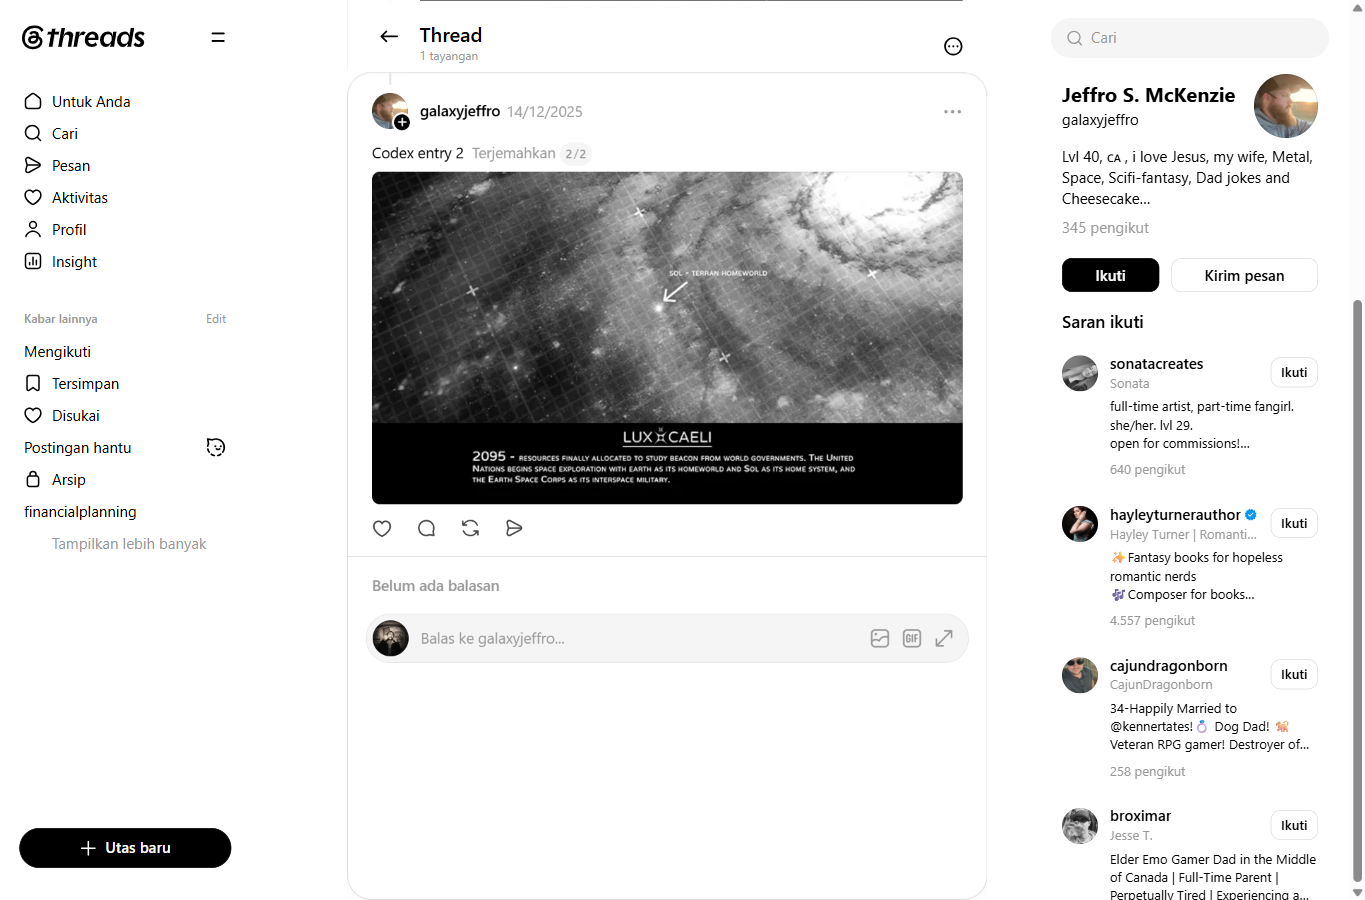 threads
Untuk Anda
Cari
Pesan
Aktivitas
Profil
Insight
Kabar lainnya
Edit
Mengikuti
Tersimpan
Disukai
Postingan hantu
Arsip
financialplanning
Tampilkan lebih banyak
Utas baru
Thread
1 tayangan
galaxyjeffro 14/12/2025
Codex entry 2 Terjemahkan 2/2
SOL - TERRAN HOMEWORLD
LUX CAELI
2095 - RESOURCES FINALLY ALLOCATED TO STUDY BEACON FROM WORLD GOVERNMENTS. THE UNITED
NATIONS BEGINS SPACE EXPLORATION WITH EARTH AS ITS HOMEWORLD AND SOL AS ITS HOME SYSTEM, AND
THE EARTH SPACE CORPS AS ITS INTERSPACE MILITARY.
Belum ada balasan
Balas ke galaxyjeffro...
GIF
Cari
Jeffro S. McKenzie
galaxyjeffro
Lvl 40, ᴄᴀ , i love Jesus, my wife, Metal,
Space, Scifi-fantasy, Dad jokes and
Cheesecake...
345 pengikut
Ikuti
Kirim pesan
Saran ikuti
sonatacreates
Sonata
Ikuti
full-time artist, part-time fangirl.
she/her. lvl 29.
open for commissions!...
640 pengikut
hayleyturnerauthor
Hayley Turner | Romanti...
Ikuti
✨Fantasy books for hopeless
romantic nerds
🎶Composer for books...
4.557 pengikut
cajundragonborn
CajunDragonborn
Ikuti
34-Happily Married to
@kennertates!💍 Dog Dad! 🐕
Veteran RPG gamer! Destroyer of...
258 pengikut
broximar
Jesse T.
Ikuti
Elder Emo Gamer Dad in the Middle
of Canada | Full-Time Parent |
Perpetually Tired | Experiencing a...